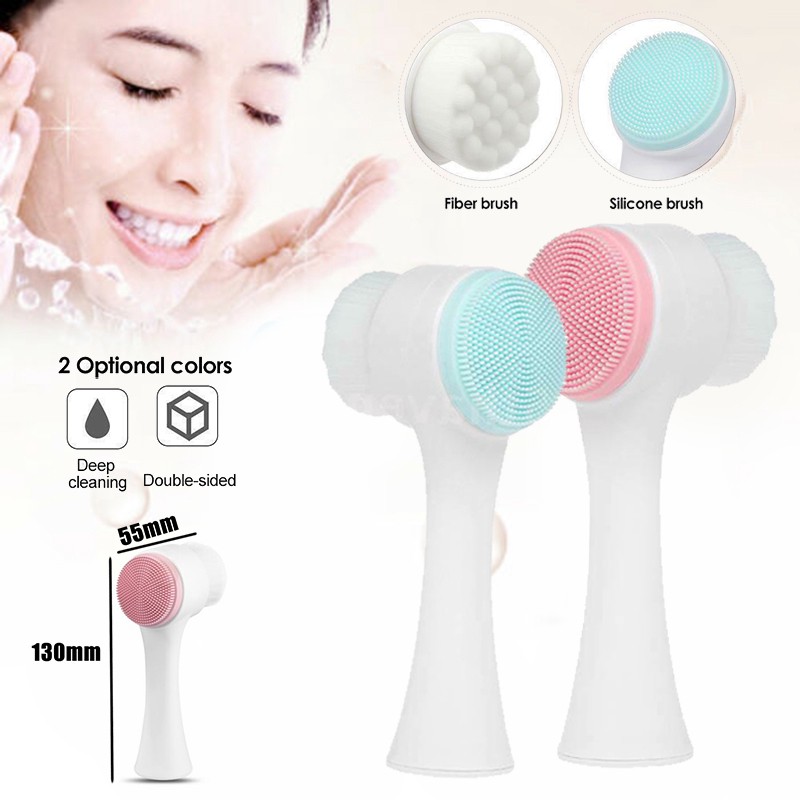 Fiber brush
Silicone brush
2 Optional colors
Deep
cleaning
Double-sided
55mm
130mm